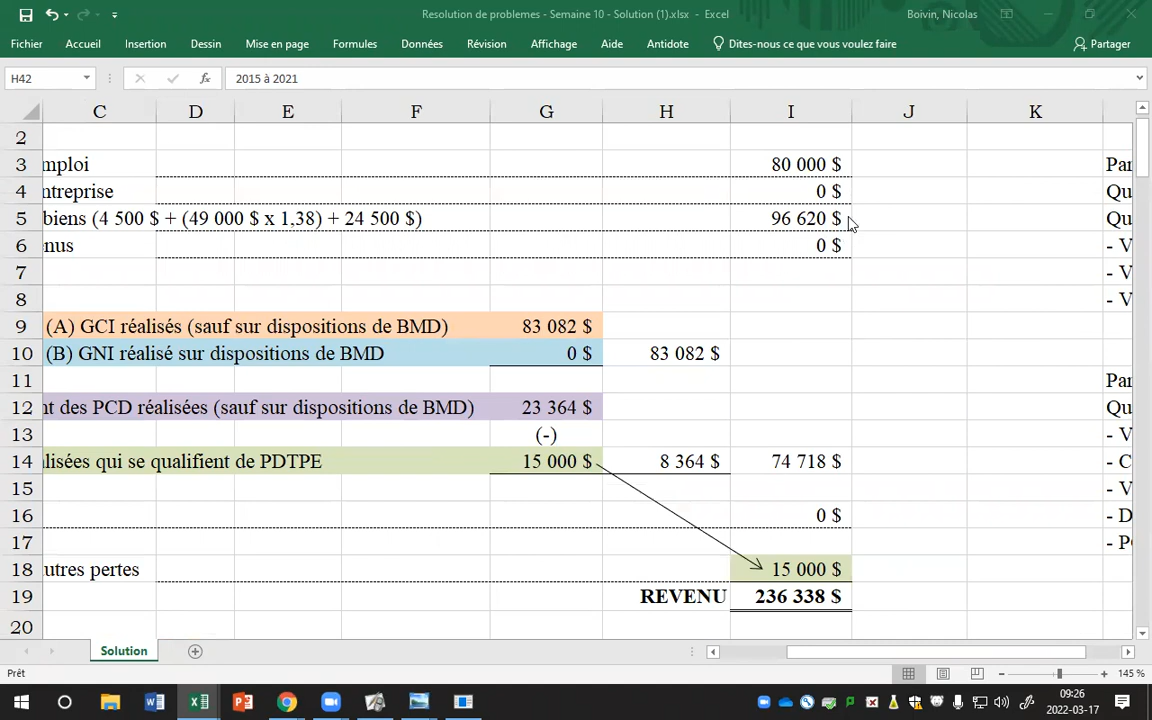 Resolution de problemes - Semaine 10 - Solution (1).xlsx - Excel
Boivin, Nicolas
Fichier Accueil Insertion Dessin Mise en page Formules Données Révision Affichage Aide Antidote Dites-nous ce que vous voulez faire Partager
H42 fx 2015 à 2021
C D E F G H I J K
2
3 mploi 80 000 $ Par
4 ntreprise 0 $ Qu
5 biens (4 500 $ + (49 000 $ x 1,38) + 24 500 $) 96 620 $ Qu
6 nus 0 $ - V
7 - V
8 - V
9 (A) GCI réalisés (sauf sur dispositions de BMD) 83 082 $
10 (B) GNI réalisé sur dispositions de BMD 0 $ 83 082 $
11 Par
12 nt des PCD réalisées (sauf sur dispositions de BMD) 23 364 $ Qu
13 (-) - V
14 lisées qui se qualifient de PDTPE 15 000 $ 8 364 $ 74 718 $ - C
15 - V
16 0 $ - D
17 - P
18 autres pertes 15 000 $
19 REVENU 236 338 $
20
Solution
Prêt 145 %
09:26
2022-03-17